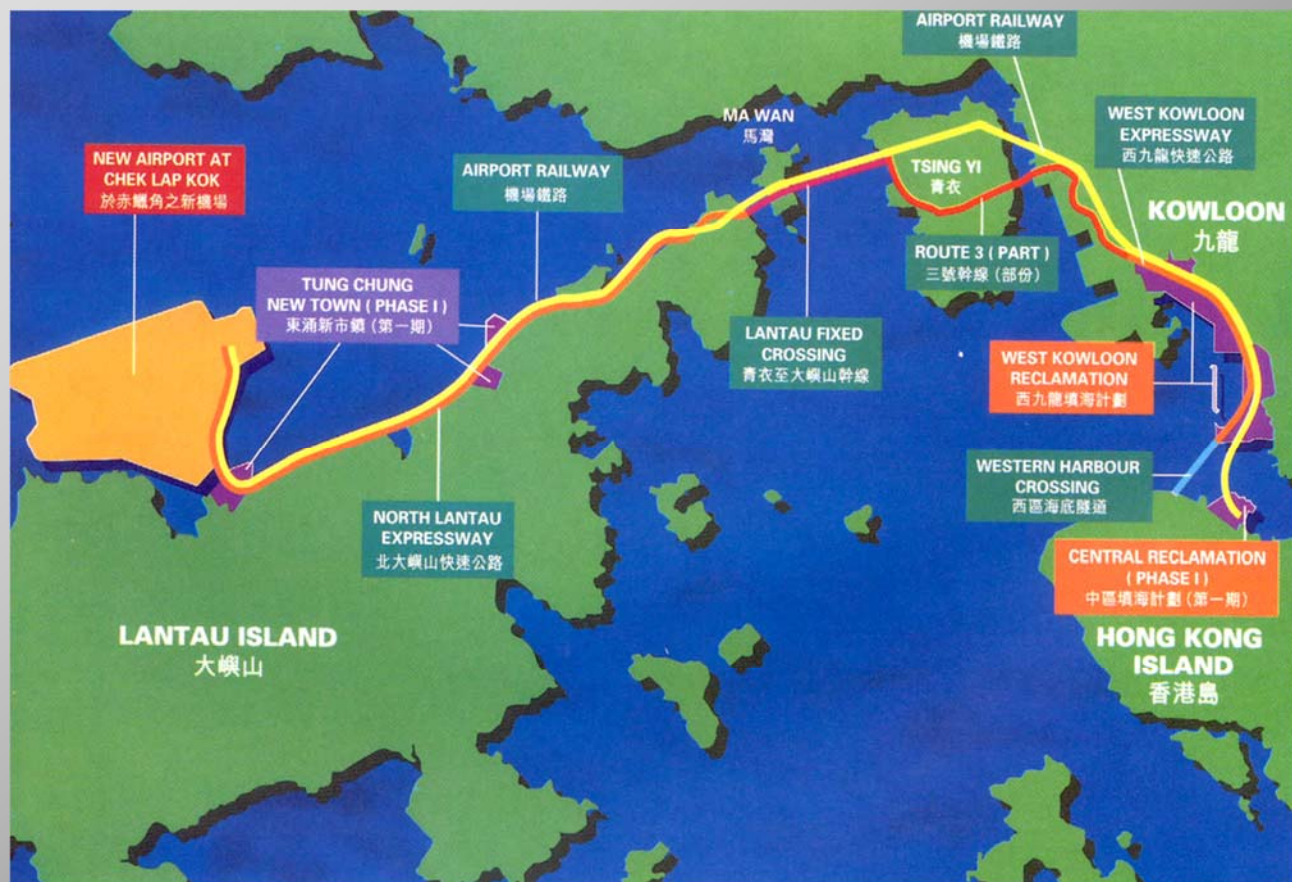 AIRPORT RAILWAY
機場鐵路
MA WAN
馬灣
WEST KOWLOON
EXPRESSWAY
西九龍快速公路
NEW AIRPORT AT
CHEK LAP KOK
於赤鱲角之新機場
AIRPORT RAILWAY
機場鐵路
TSING YI
青衣
KOWLOON
九龍
ROUTE 3 ( PART )
三號幹線 (部份)
TUNG CHUNG
NEW TOWN ( PHASE I )
東涌新市鎮 (第一期)
LANTAU FIXED
CROSSING
青衣至大嶼山幹線
WEST KOWLOON
RECLAMATION
西九龍填海計劃
WESTERN HARBOUR
CROSSING
西區海底隧道
NORTH LANTAU
EXPRESSWAY
北大嶼山快速公路
CENTRAL RECLAMATION
( PHASE I )
中區填海計劃 (第一期)
LANTAU ISLAND
大嶼山
HONG KONG
ISLAND
香港島